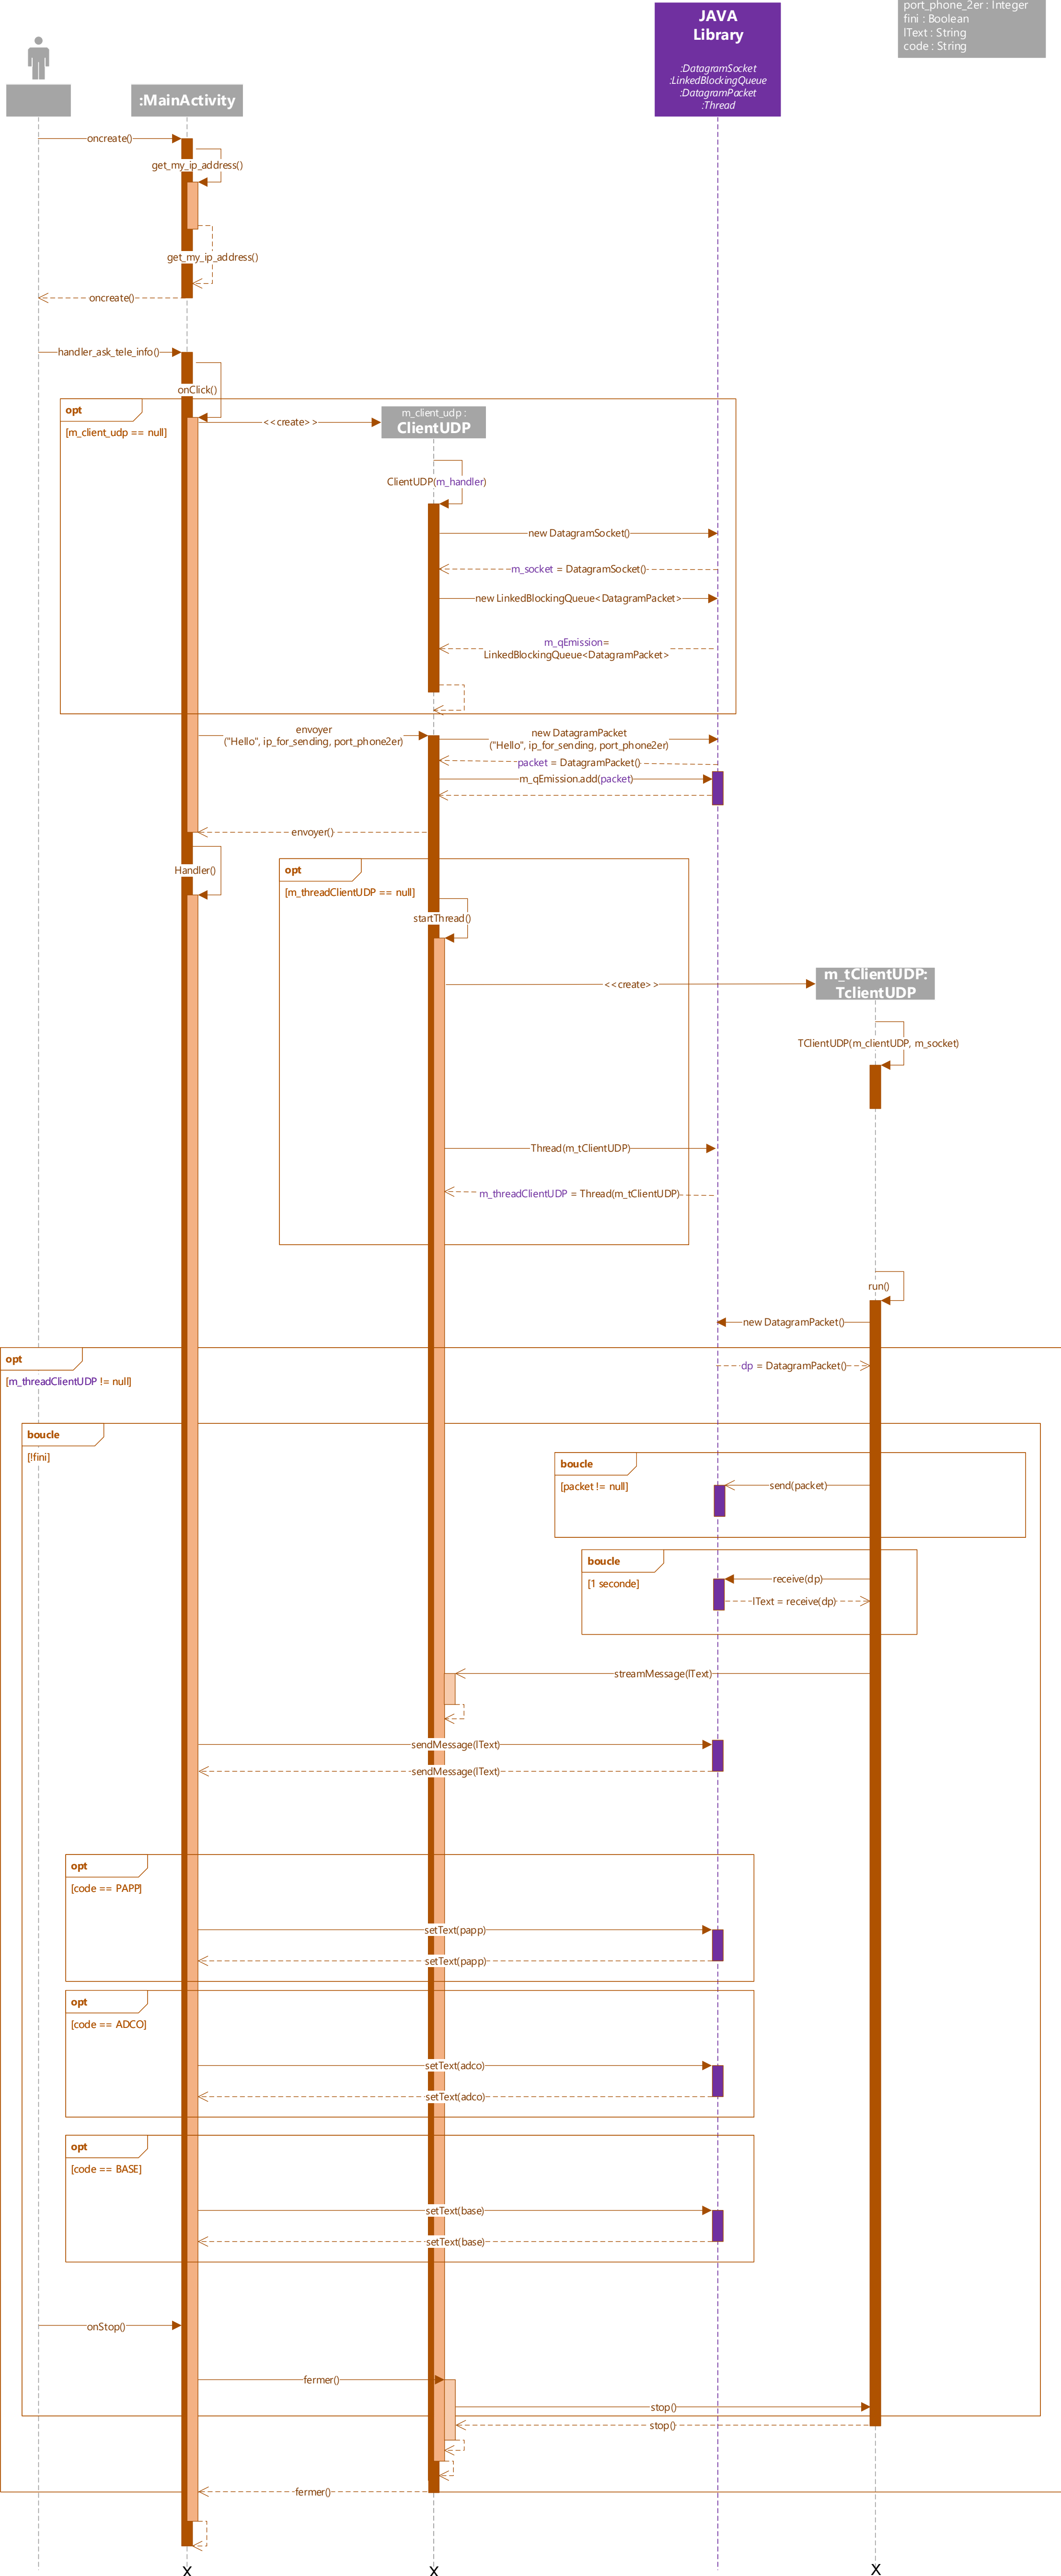 port_phone_2er : Integer
fini : Boolean
lText : String
code : String
JAVA
Library
:DatagramSocket
:LinkedBlockingQueue
:DatagramPacket
:Thread
:MainActivity
oncreate()
get_my_ip_address()
get_my_ip_address()
oncreate()
handler_ask_tele_info()
onClick()
opt
[m_client_udp == null]
<<create>>
m_client_udp :
ClientUDP
ClientUDP(m_handler)
new DatagramSocket()
m_socket = DatagramSocket()
new LinkedBlockingQueue<DatagramPacket>
m_qEmission=
LinkedBlockingQueue<DatagramPacket>
envoyer
("Hello", ip_for_sending, port_phone2er)
new DatagramPacket
("Hello", ip_for_sending, port_phone2er)
packet = DatagramPacket()
m_qEmission.add(packet)
envoyer()
Handler()
opt
[m_threadClientUDP == null]
startThread()
<<create>>
m_tClientUDP:
TclientUDP
TClientUDP(m_clientUDP, m_socket)
Thread(m_tClientUDP)
m_threadClientUDP = Thread(m_tClientUDP)
run()
new DatagramPacket()
opt
[m_threadClientUDP != null]
dp = DatagramPacket()
boucle
[!fini]
boucle
[packet != null]
send(packet)
boucle
[1 seconde]
receive(dp)
lText = receive(dp)
streamMessage(lText)
sendMessage(lText)
sendMessage(lText)
opt
[code == PAPP]
setText(papp)
setText(papp)
opt
[code == ADCO]
setText(adco)
setText(adco)
opt
[code == BASE]
setText(base)
setText(base)
onStop()
fermer()
stop()
stop()
fermer()
X
X
X